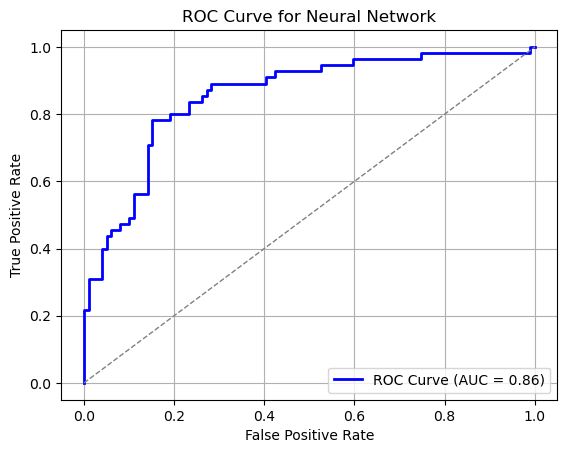 ROC Curve for Neural Network
True Positive Rate
1.0
0.8
0.6
0.4
0.2
0.0
ROC Curve (AUC = 0.86)
0.0 0.2 0.4 0.6 0.8 1.0
False Positive Rate